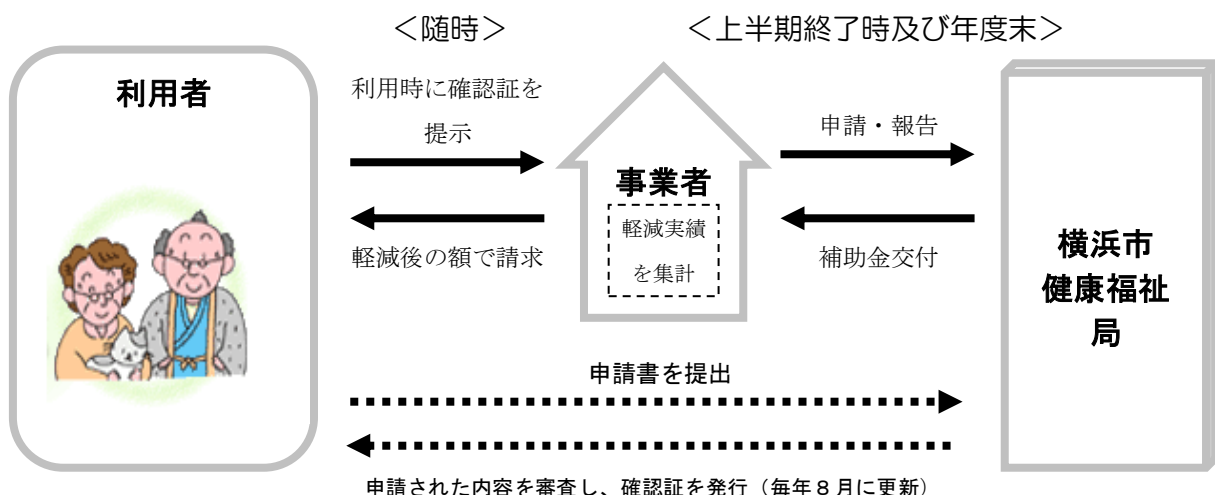 ＜随時＞
＜上半期終了時及び年度末＞
利用者
利用時に確認証を
提示
軽減後の額で請求
事業者
軽減実績
を集計
申請・報告
補助金交付
横浜市
健康福祉
局
申請書を提出
申請された内容を審査し、確認証を発行（毎年８月に更新）